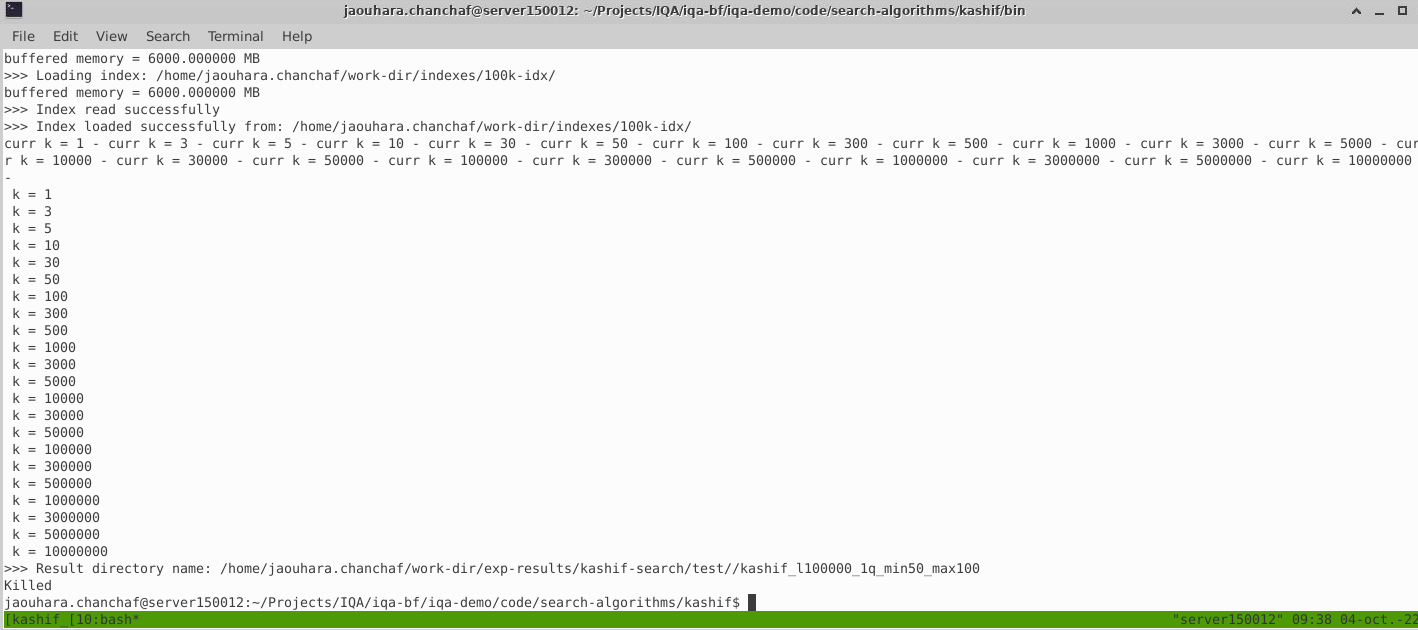 jaouhara.chanchaf@server150012: ~/Projects/IQA/iqa-bf/iqa-demo/code/search-algorithms/kashif/bin
File Edit View Search Terminal Help
buffered memory = 6000.000000 MB
>>> Loading index: /home/jaouhara.chanchaf/work-dir/indexes/100k-idx/
buffered memory = 6000.000000 MB
>>> Index read successfully
>>> Index loaded successfully from: /home/jaouhara.chanchaf/work-dir/indexes/100k-idx/
curr k = 1 - curr k = 3 - curr k = 5 - curr k = 10 - curr k = 30 - curr k = 50 - curr k = 100 - curr k = 300 - curr k = 500 - curr k = 1000 - curr k = 3000 - curr k = 5000 - cur
r k = 10000 - curr k = 30000 - curr k = 50000 - curr k = 100000 - curr k = 300000 - curr k = 500000 - curr k = 1000000 - curr k = 3000000 - curr k = 5000000 - curr k = 10000000
-
k = 1
k = 3
k = 5
k = 10
k = 30
k = 50
k = 100
k = 300
k = 500
k = 1000
k = 3000
k = 5000
k = 10000
k = 30000
k = 50000
k = 100000
k = 300000
k = 500000
k = 1000000
k = 3000000
k = 5000000
k = 10000000
>>> Result directory name: /home/jaouhara.chanchaf/work-dir/exp-results/kashif-search/test//kashif_l100000_1q_min50_max100
Killed
jaouhara.chanchaf@server150012:~/Projects/IQA/iqa-bf/iqa-demo/code/search-algorithms/kashif$
[kashif_[10:bash* "server150012" 09:38 04-oct.-22